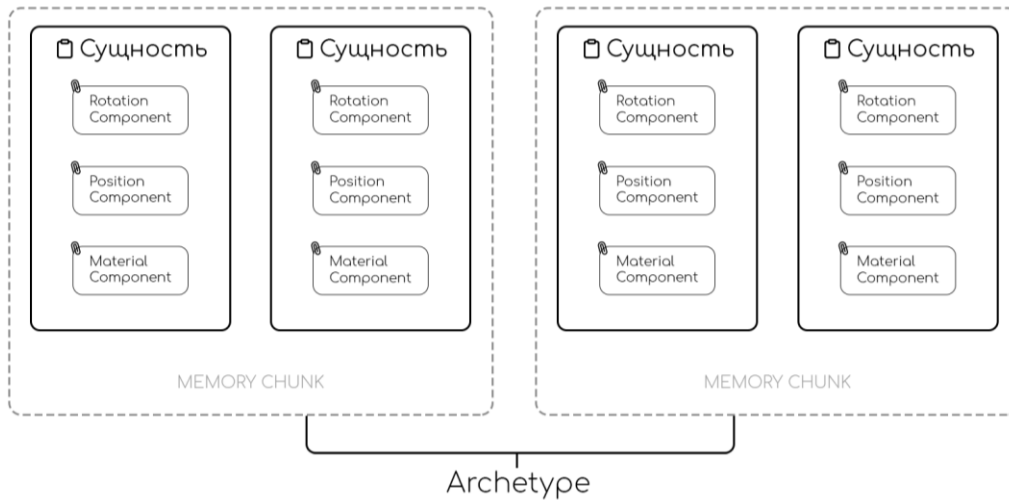 Сущность
Rotation
Component
Position
Component
Material
Component
Сущность
Rotation
Component
Position
Component
Material
Component
MEMORY CHUNK
Сущность
Rotation
Component
Position
Component
Material
Component
Сущность
Rotation
Component
Position
Component
Material
Component
MEMORY CHUNK
Archetype